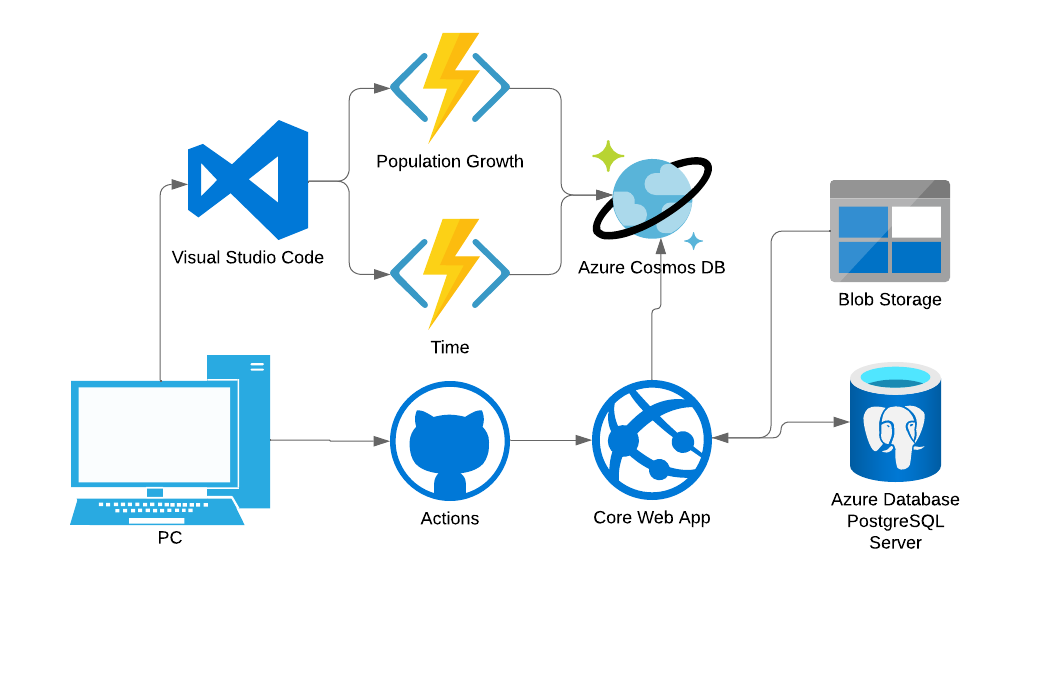 Population Growth
Visual Studio Code
Azure Cosmos DB
Blob Storage
Time
Azure Database
PostgreSQL
Server
Actions
Core Web App
PC